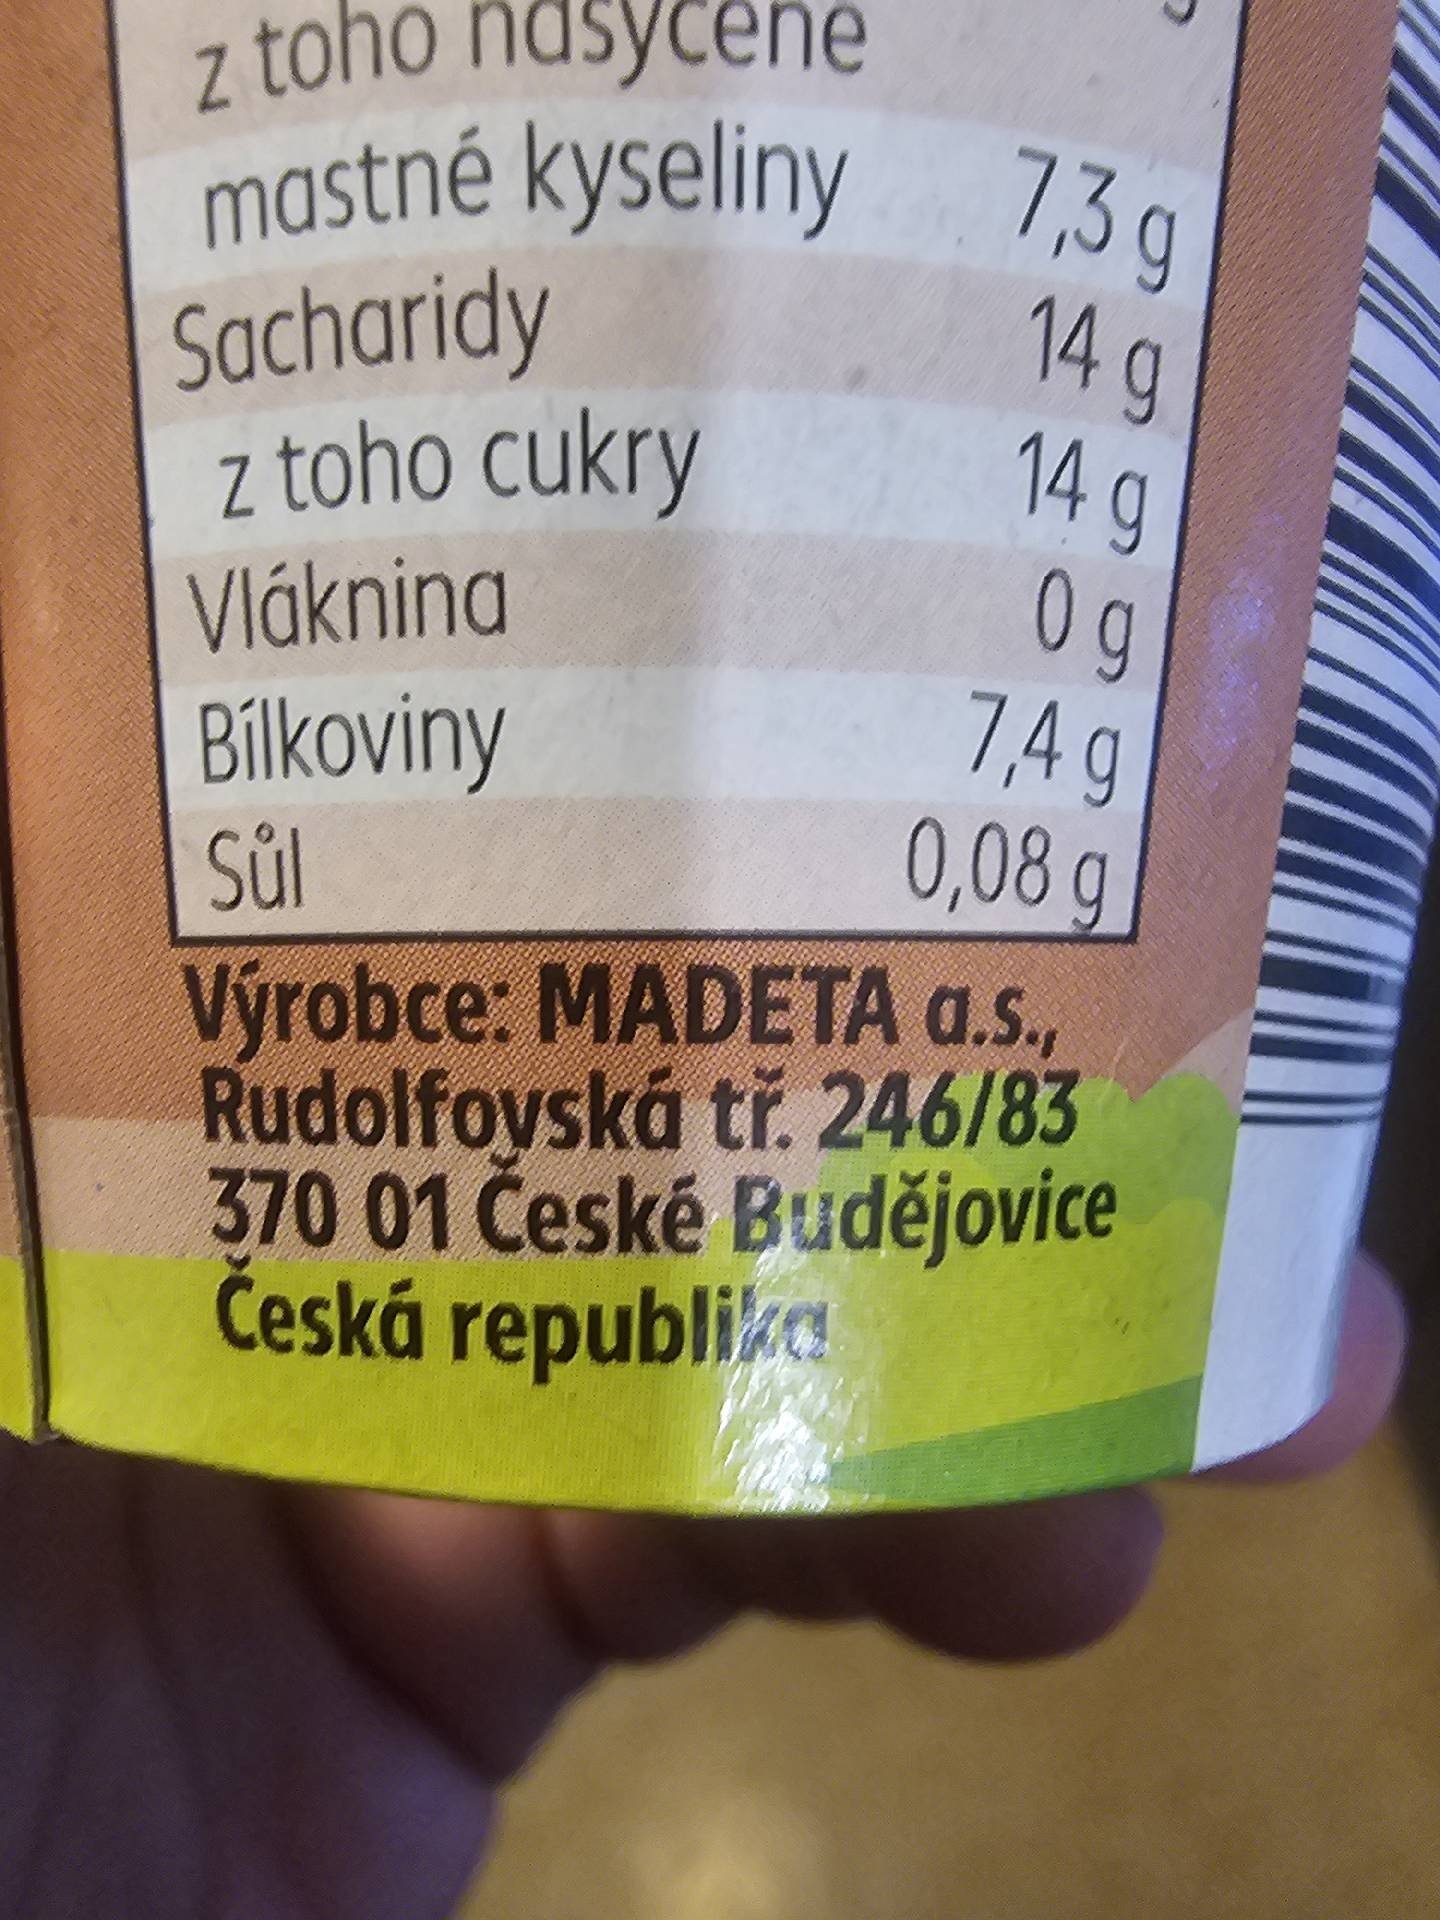 z toho nasycené
mastné kyseliny 7,3 g
Sacharidy 14 g
z toho cukry 14 g
Vláknina 0 g
Bílkoviny 7,4 g
Sůl 0,08 g
Výrobce: MADETA a.s.,
Rudolfovská tř. 246/83
370 01 České Budějovice
Česká republika